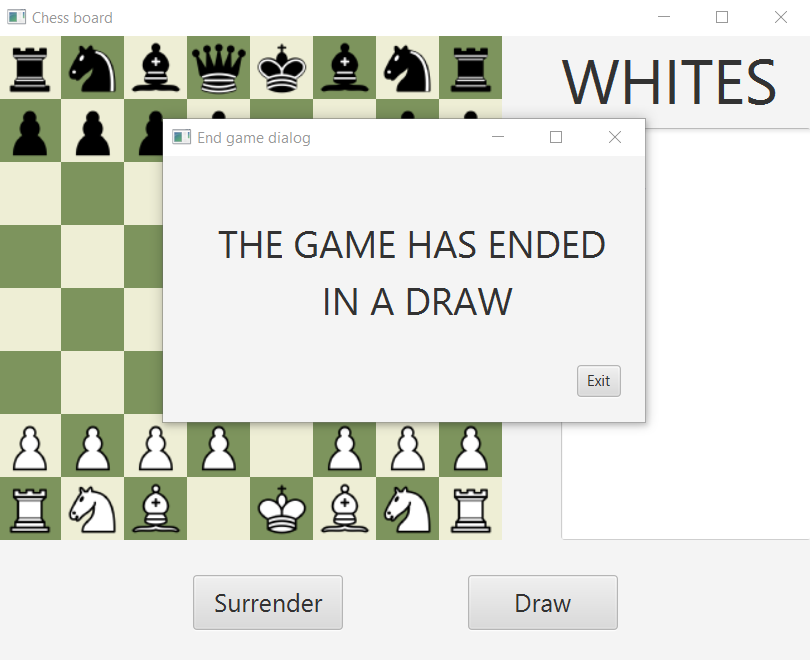 Chess board
WHITES
End game dialog
THE GAME HAS ENDED
IN A DRAW
Exit
Surrender
Draw